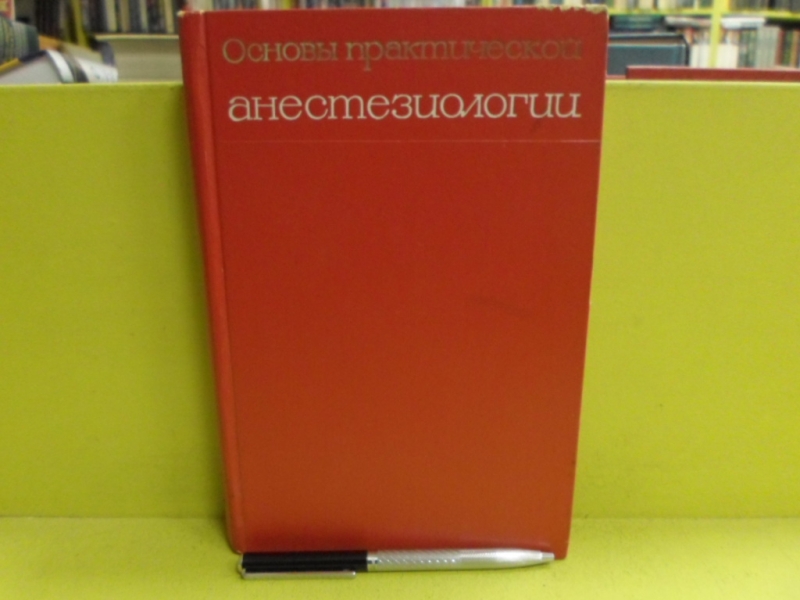 Основы практической
анестезиологии